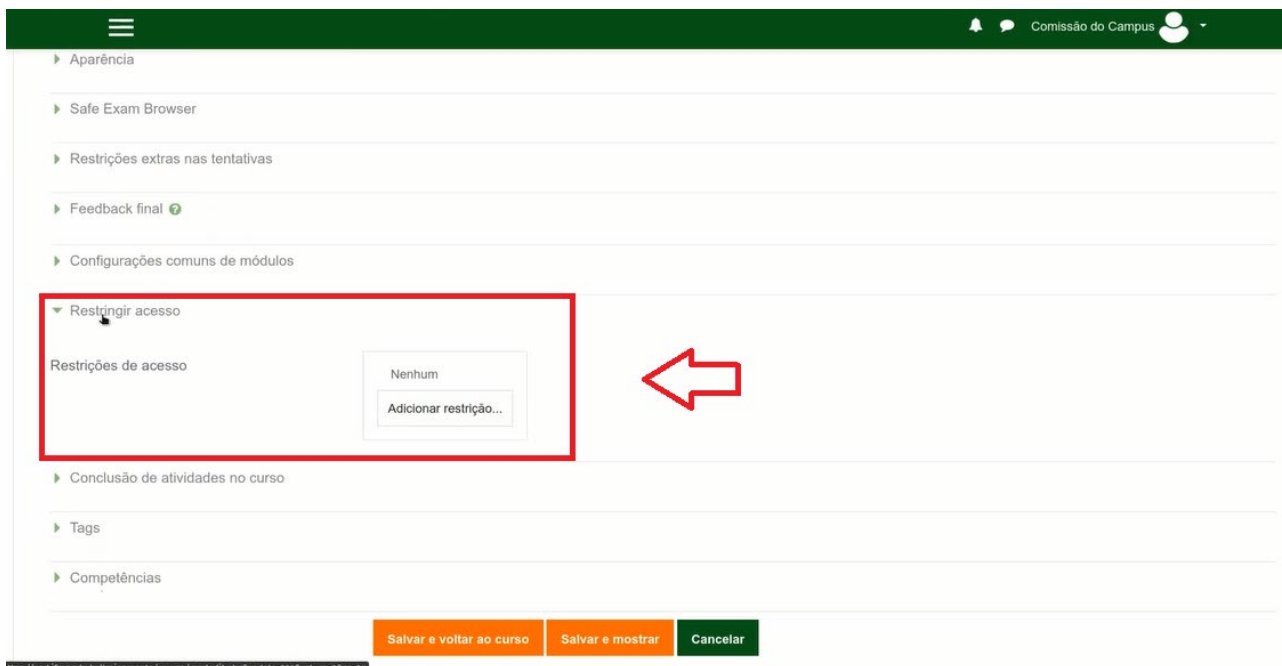 Comissão do Campus
Aparência
Safe Exam Browser
Restrições extras nas tentativas
Feedback final
Configurações comuns de módulos
Restringir acesso
Restrições de acesso
Nenhum
Adicionar restrição...
Conclusão de atividades no curso
Tags
Competências
Salvar e voltar ao curso Salvar e mostrar Cancelar